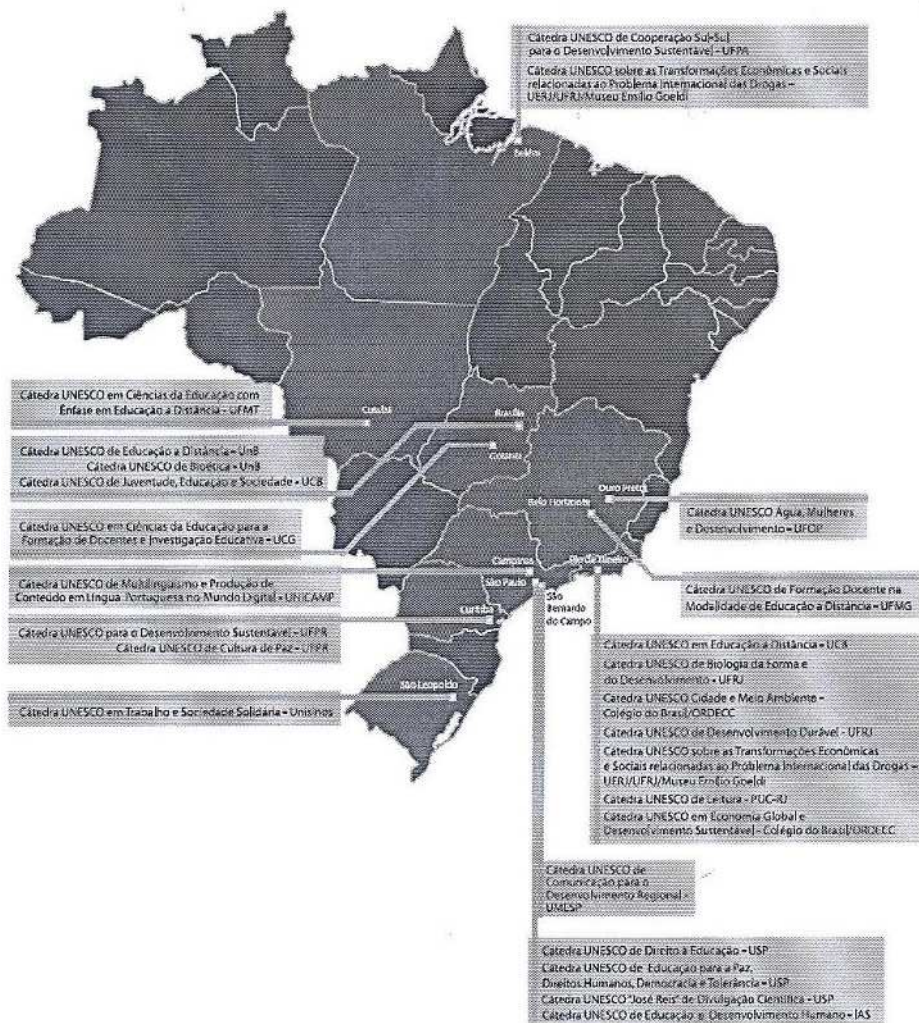 Cátedra UNESCO de Cooperação Sul-Sul
para o Desenvolvimento Sustentável - UFPA
Cátedra UNESCO sobre as Transformações Econômicas e Sociais
relacionadas ao Problema Internacional das Drogas –
UERJ/UFRJ/Museu Emílio Goeldi
Belém
Cátedra UNESCO em Ciências da Educação com
Ênfase em Educação a Distância - UFMT
Cuiabá
Brasília
Cátedra UNESCO de Educação a Distância - UnB
Cátedra UNESCO de Bioética - UnB
Cátedra UNESCO de Juventude, Educação e Sociedade - UCB
Goiânia
Ouro Preto
Belo Horizonte
Cátedra UNESCO Água, Mulheres
e Desenvolvimento - UFOP
Cátedra UNESCO em Ciências da Educação para a
Formação de Docentes e Investigação Educativa - UCG
Campinas
Rio de Janeiro
São Paulo
São
Bernardo
do Campo
Cátedra UNESCO de Multilinguismo e Produção de
Conteúdo em Língua Portuguesa no Mundo Digital - UNICAMP
Cátedra UNESCO de Formação Docente na
Modalidade de Educação a Distância - UFMG
Curitiba
Cátedra UNESCO para o Desenvolvimento Sustentável - UFPR
Cátedra UNESCO de Cultura de Paz - UFPR
São Leopoldo
Cátedra UNESCO em Trabalho e Sociedade Solidária - Unisinos
Cátedra UNESCO em Educação a Distância - UCB
Cátedra UNESCO de Biologia da Forma e
do Desenvolvimento - UFRJ
Cátedra UNESCO Cidade e Meio Ambiente –
Colégio do Brasil/ORDECC
Cátedra UNESCO de Desenvolvimento Durável - UFRJ
Cátedra UNESCO sobre as Transformações Econômicas
e Sociais relacionadas ao Problema Internacional das Drogas –
UERJ/UFRJ/Museu Emílio Goeldi
Cátedra UNESCO de Leitura - PUC-RJ
Cátedra UNESCO em Economia Global e
Desenvolvimento Sustentável - Colégio do Brasil/ORDECC
Cátedra UNESCO de
Comunicação para o
Desenvolvimento Regional -
UMESP
Cátedra UNESCO de Direito à Educação - USP
Cátedra UNESCO de Educação para a Paz,
Direitos Humanos, Democracia e Tolerância - USP
Cátedra UNESCO "José Reis" de Divulgação Científica - USP
Cátedra UNESCO de Educação e Desenvolvimento Humano - IAS